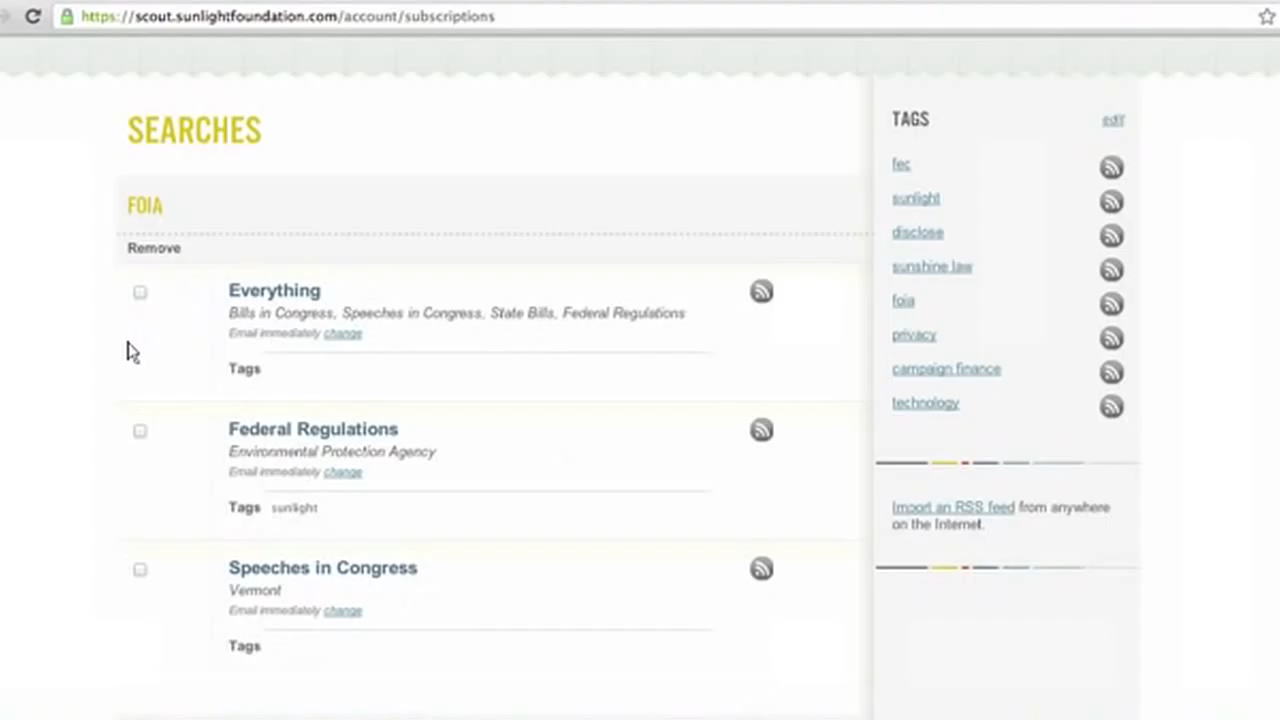 https://scout.sunlightfoundation.com/account/subscriptions
SEARCHES
FOIA
Remove
Everything
Bills in Congress, Speeches in Congress, State Bills, Federal Regulations
Email immediately change
Tags
Federal Regulations
Environmental Protection Agency
Email immediately change
Tags sunlight
Speeches in Congress
Vermont
Email immediately change
Tags
TAGS edit
fec
sunlight
disclose
sunshine law
foia
privacy
campaign finance
technology
Import an RSS feed from anywhere
on the Internet.